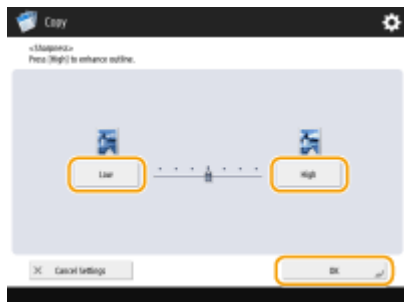 Copy
<Sharpness>
Press [High] to enhance outline.
Low
High
Cancel Settings
OK